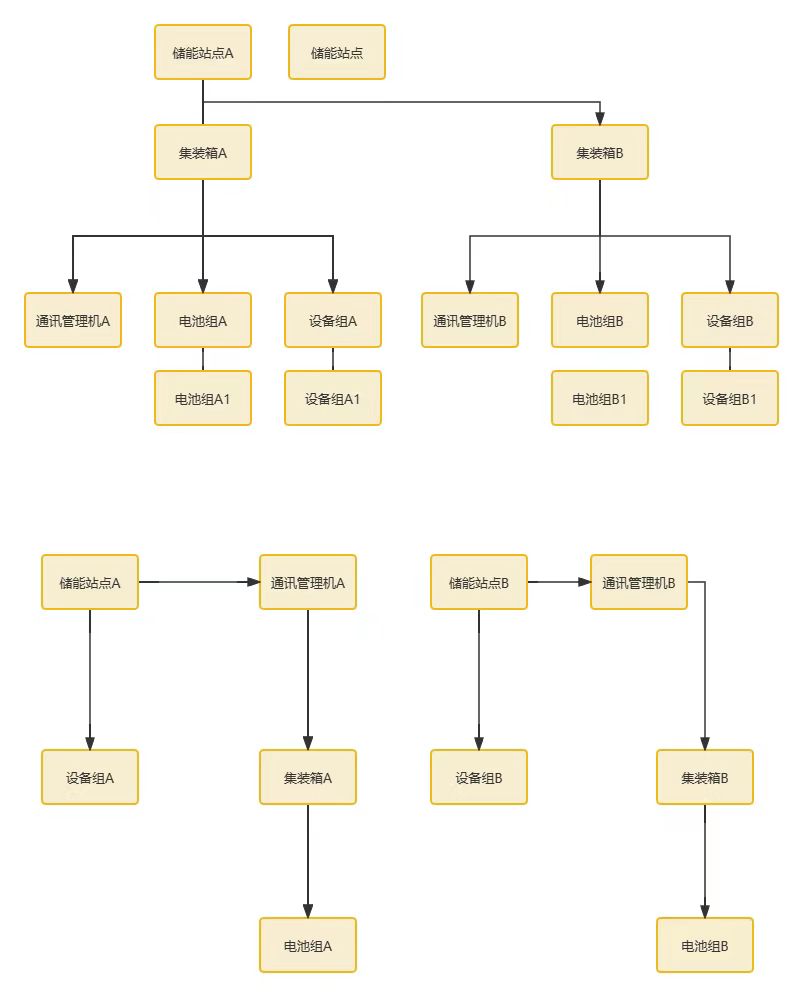 储能站点A
储能站点
集装箱A
集装箱B
通讯管理机A
电池组A
设备组A
通讯管理机B
电池组B
设备组B
电池组A1
设备组A1
电池组B1
设备组B1
储能站点A
通讯管理机A
储能站点B
通讯管理机B
设备组A
集装箱A
设备组B
集装箱B
电池组A
电池组B